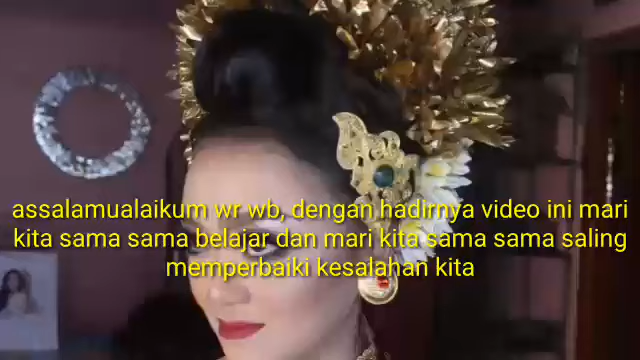 assalamualaikum wr wb, dengan hadirnya video ini mari
kita sama sama belajar dan mari kita sama sama saling
memperbaiki kesalahan kita